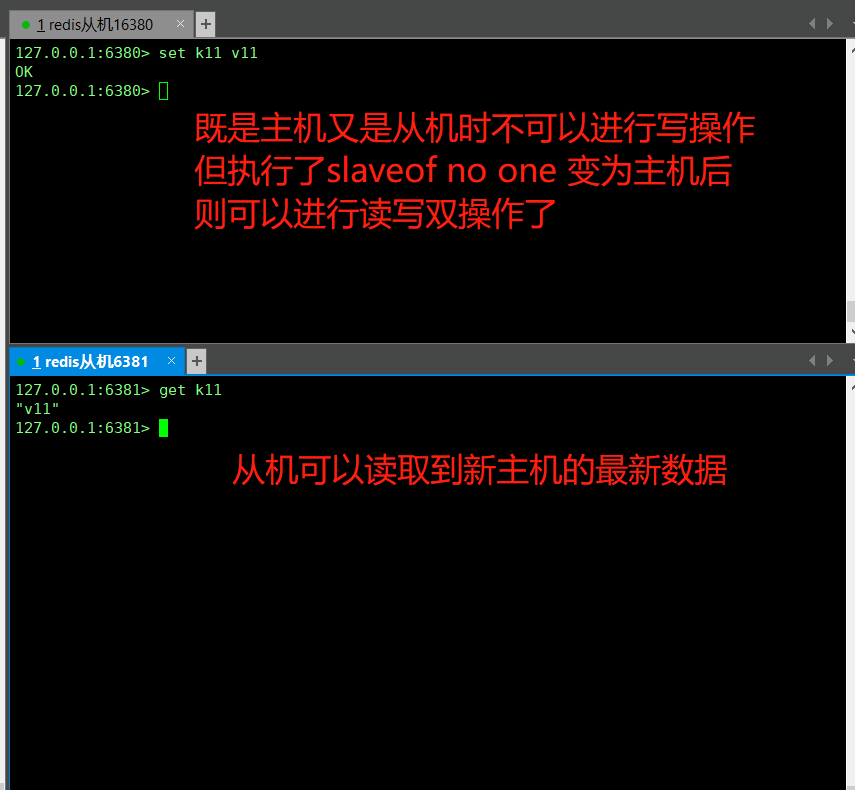 1 redis从机16380
127.0.0.1:6380> set k11 v11
OK
127.0.0.1:6380>
既是主机又是从机时不可以进行写操作
但执行了slaveof no one 变为主机后
则可以进行读写双操作了
1 redis从机6381
127.0.0.1:6381> get k11
"v11"
127.0.0.1:6381>
从机可以读取到新主机的最新数据